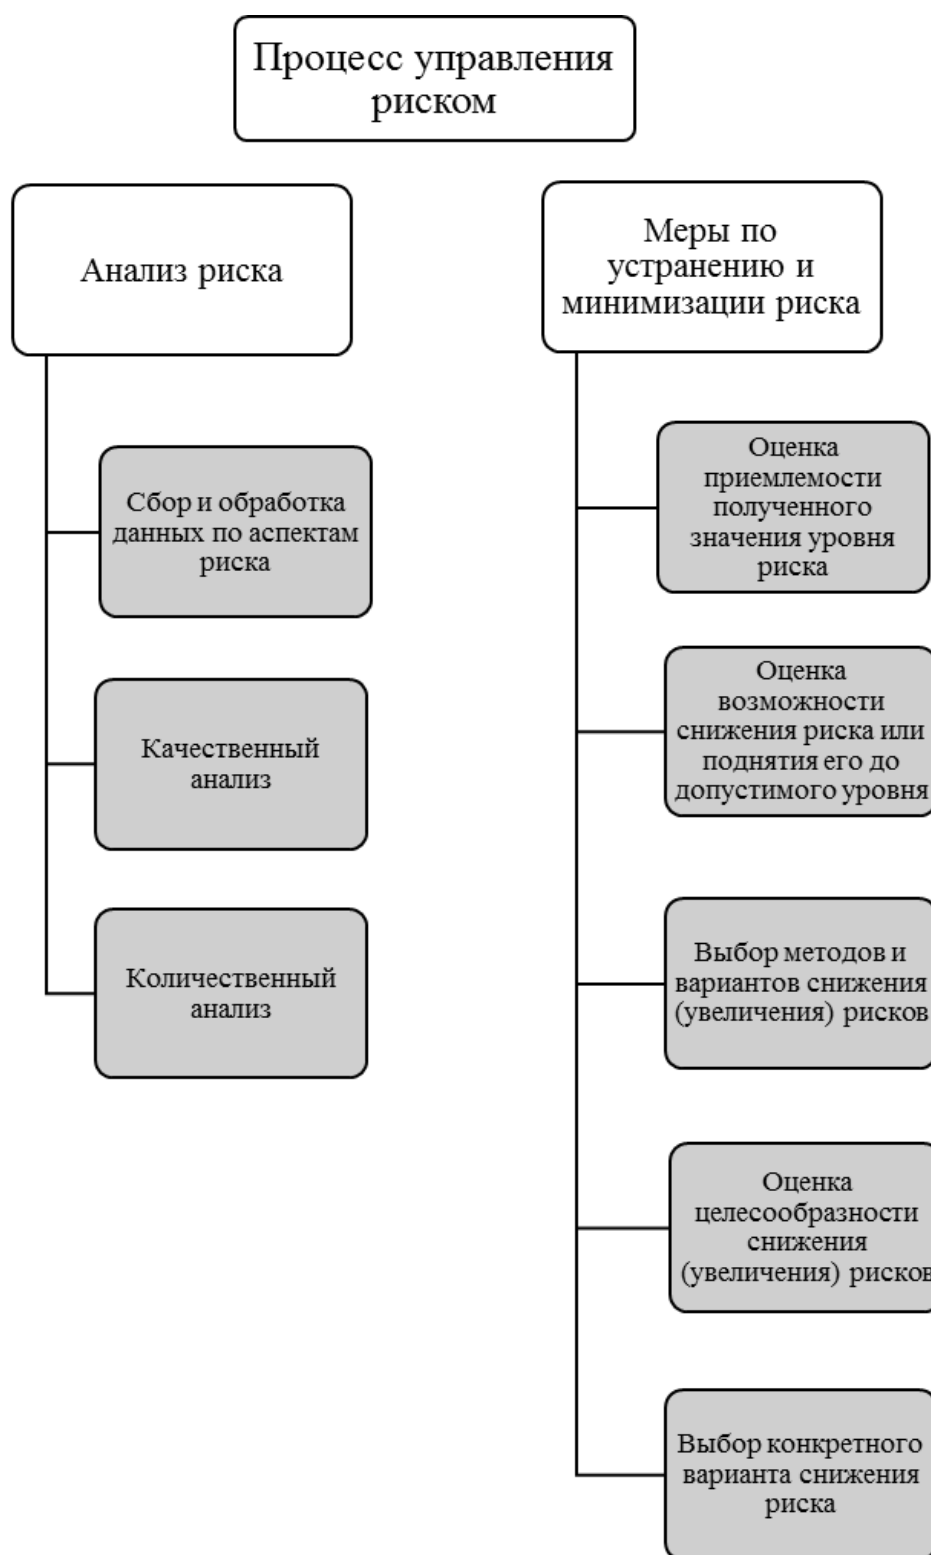 Процесс управления
риском
Анализ риска
Сбор и обработка
данных по аспектам
риска
Качественный
анализ
Количественный
анализ
Меры по
устранению и
минимизации риска
Оценка
приемлемости
полученного
значения уровня
риска
Оценка
возможности
снижения риска или
поднятия его до
допустимого уровня
Выбор методов и
вариантов снижения
(увеличения) рисков
Оценка
целесообразности
снижения
(увеличения) рисков
Выбор конкретного
варианта снижения
риска